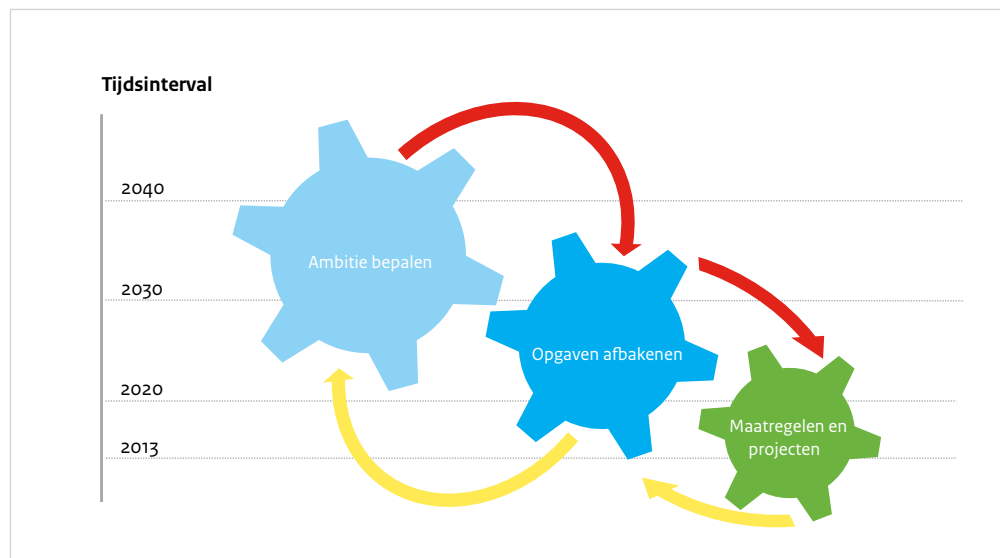 Tijdsinterval
2040
Ambitie bepalen
2030
Opgaven afbakenen
2020
Maatregelen en
projecten
2013